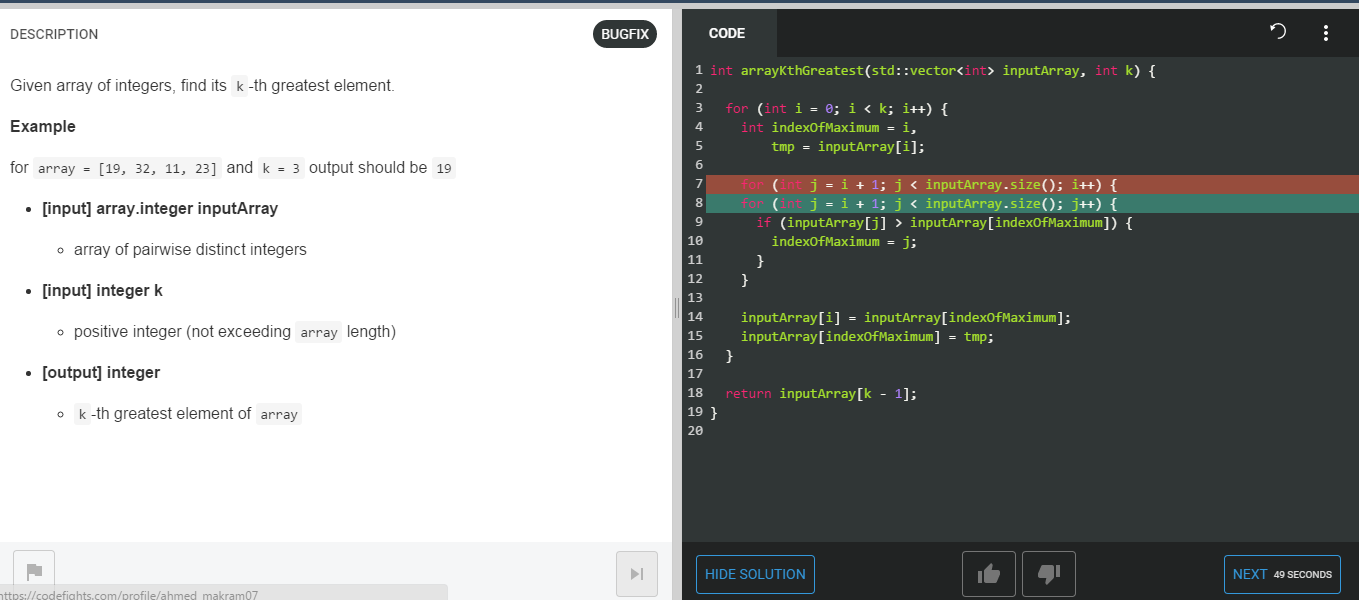 DESCRIPTION
BUGFIX
Given array of integers, find its k -th greatest element.
Example
for array = [19, 32, 11, 23] and k = 3 output should be 19
[input] array.integer inputArray
array of pairwise distinct integers
[input] integer k
positive integer (not exceeding array length)
[output] integer
k -th greatest element of array
https://codefights.com/profile/ahmed_makram07
CODE
1 int arrayKthGreatest(std::vector<int> inputArray, int k) {
2
3 for (int i = 0; i < k; i++) {
4 int indexOfMaximum = i,
5 tmp = inputArray[i];
6
7 for (int j = i + 1; j < inputArray.size(); i++) {
8 for (int j = i + 1; j < inputArray.size(); j++) {
9 if (inputArray[j] > inputArray[indexOfMaximum]) {
10 indexOfMaximum = j;
11 }
12 }
13
14 inputArray[i] = inputArray[indexOfMaximum];
15 inputArray[indexOfMaximum] = tmp;
16 }
17
18 return inputArray[k - 1];
19 }
20
HIDE SOLUTION
NEXT 49 SECONDS